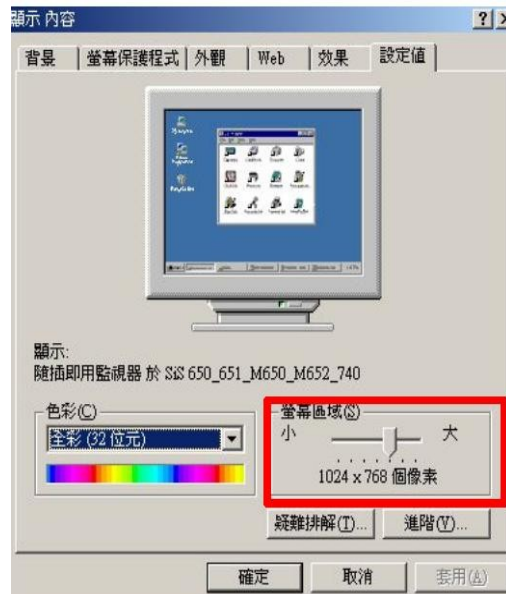 顯示 內容
背景 螢幕保護程式 外觀 Web 效果 設定值
顯示:
隨插即用監視器 於 SiS 650_651_M650_M652_740
色彩(C)
全彩 (32 位元)
螢幕區域(S)
小 大
1024 x 768 個像素
疑難排解(T)... 進階(V)...
確定 取消 套用(A)